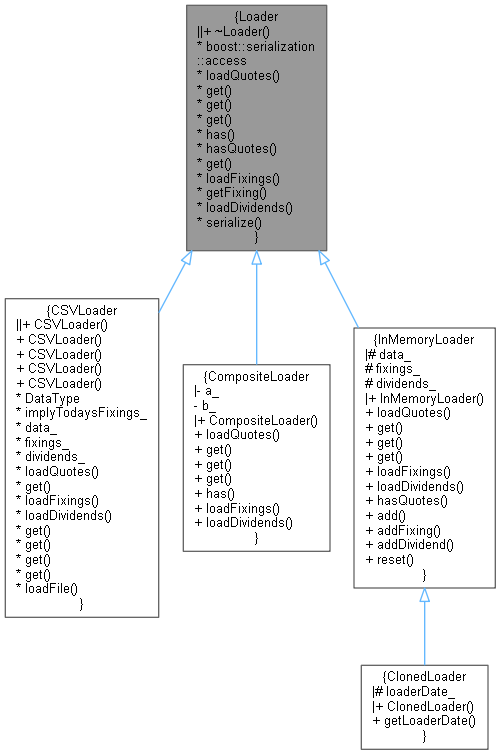 {Loader
||+ ~Loader()
* boost::serialization
::access
* loadQuotes()
* get()
* get()
* get()
* has()
* hasQuotes()
* get()
* loadFixings()
* getFixing()
* loadDividends()
* serialize()
}
{CSVLoader
||+ CSVLoader()
+ CSVLoader()
+ CSVLoader()
+ CSVLoader()
+ CSVLoader()
* DataType
* implyTodaysFixings_
* data_
* fixings_
* dividends_
* loadQuotes()
* get()
* loadFixings()
* loadDividends()
* get()
* get()
* get()
* get()
* loadFile()
}
{CompositeLoader
|- a_
- b_
|+ CompositeLoader()
+ loadQuotes()
+ get()
+ get()
+ get()
+ has()
+ loadFixings()
+ loadDividends()
}
{InMemoryLoader
|# data_
# fixings_
# dividends_
|+ InMemoryLoader()
+ loadQuotes()
+ get()
+ get()
+ get()
+ loadFixings()
+ loadDividends()
+ hasQuotes()
+ add()
+ addFixing()
+ addDividend()
+ reset()
}
{ClonedLoader
|# loaderDate_
|+ ClonedLoader()
+ getLoaderDate()
}